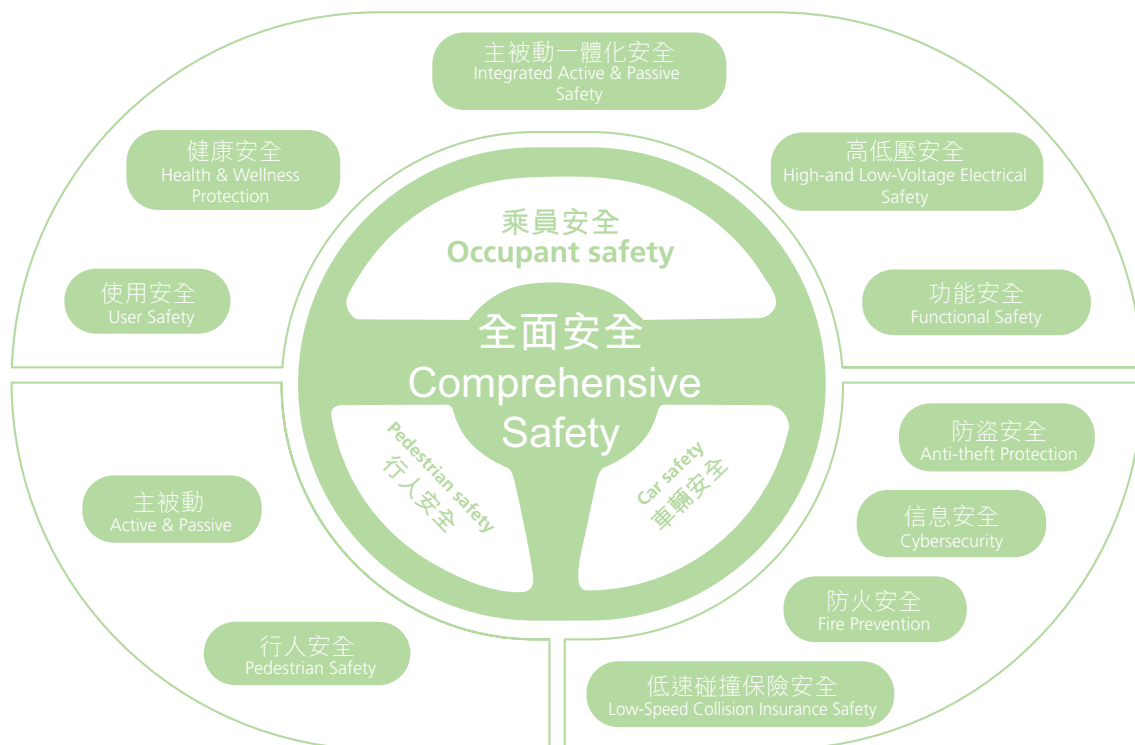 主被動一體化安全
Integrated Active & Passive
Safety
健康安全
Health & Wellness
Protection
高低壓安全
High-and Low-Voltage Electrical
Safety
使用安全
User Safety
功能安全
Functional Safety
乘員安全
Occupant safety
全面安全
Comprehensive
Safety
Pedestrian safety
行人安全
Car safety
車輛安全
主被動
Active & Passive
行人安全
Pedestrian Safety
防盜安全
Anti-theft Protection
信息安全
Cybersecurity
防火安全
Fire Prevention
低速碰撞保險安全
Low-Speed Collision Insurance Safety